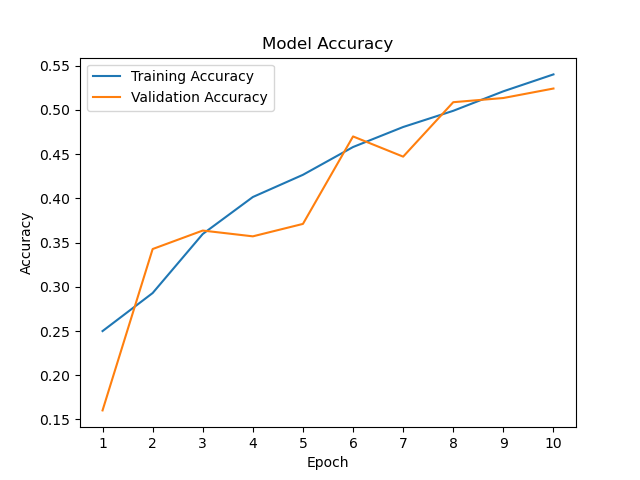 Model Accuracy
Training Accuracy
Validation Accuracy
0.55
0.50
0.45
0.40
0.35
0.30
0.25
0.20
0.15
Accuracy
1 2 3 4 5 6 7 8 9 10
Epoch